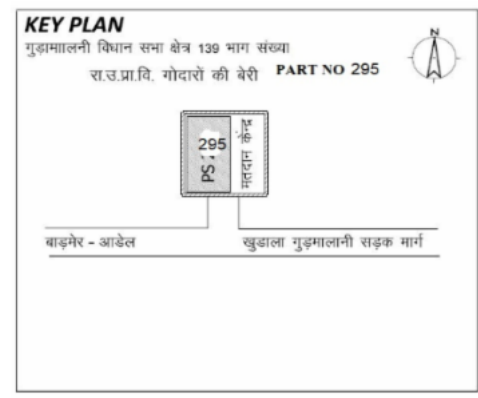 KEY PLAN
गुड़ामाालनी विधान सभा क्षेत्र 139 भाग संख्या
रा.उ.प्रा.वि. गोदारों की बेरी PART NO 295
N
295
PS
मतदान केन्द्र
बाड़मेर - आडेल
खुडाला गुड़मालानी सड़क मार्ग